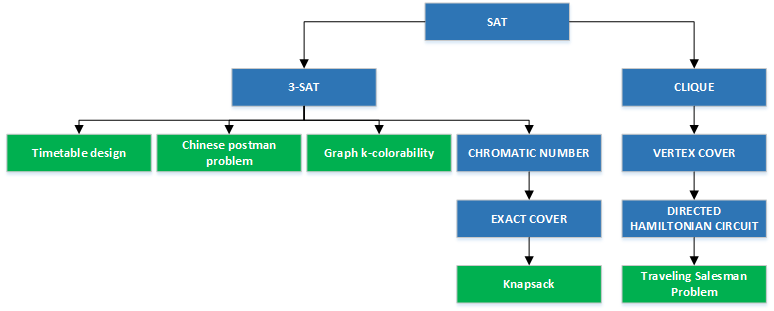 SAT
3-SAT
CLIQUE
Timetable design
Chinese postman
problem
Graph k-colorability
CHROMATIC NUMBER
VERTEX COVER
EXACT COVER
DIRECTED
HAMILTONIAN CIRCUIT
Knapsack
Traveling Salesman
Problem